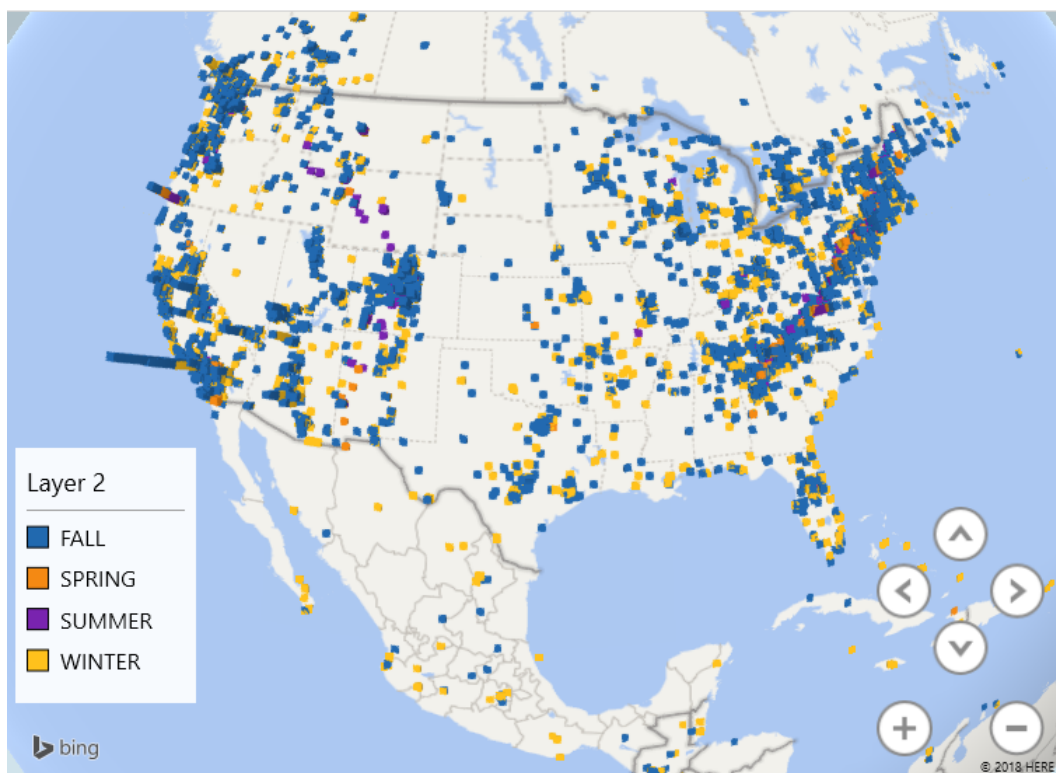 Layer 2
FALL
SPRING
SUMMER
WINTER
bing
© 2018 HERE